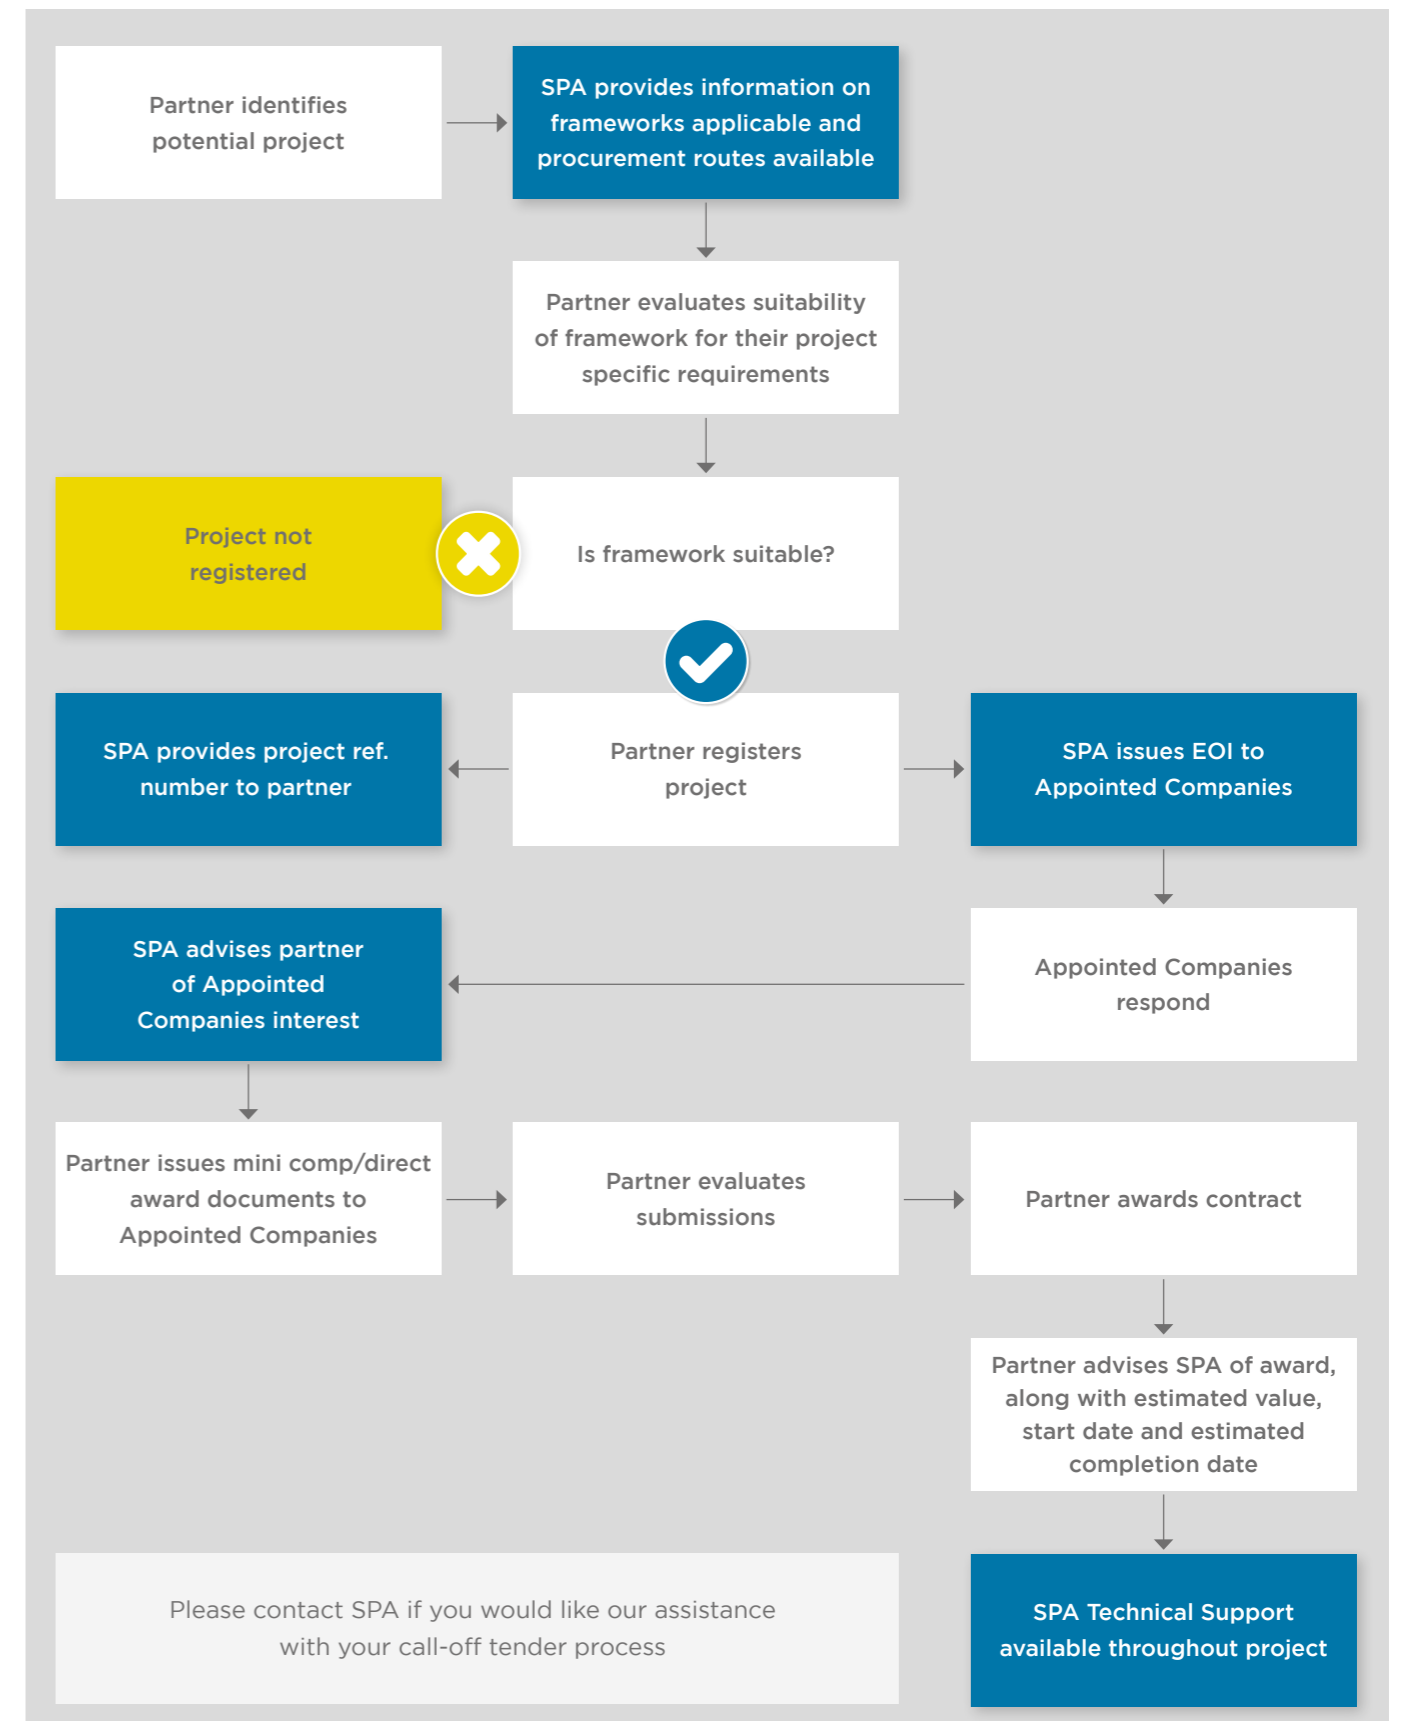 Partner identifies
potential project
SPA provides information on
frameworks applicable and
procurement routes available
Partner evaluates suitability
of framework for their project
specific requirements
Project not
registered
Is framework suitable?
SPA provides project ref.
number to partner
Partner registers
project
SPA issues EOI to
Appointed Companies
SPA advises partner
of Appointed
Companies interest
Appointed Companies
respond
Partner issues mini comp/direct
award documents to
Appointed Companies
Partner evaluates
submissions
Partner awards contract
Partner advises SPA of award,
along with estimated value,
start date and estimated
completion date
Please contact SPA if you would like our assistance
with your call-off tender process
SPA Technical Support
available throughout project